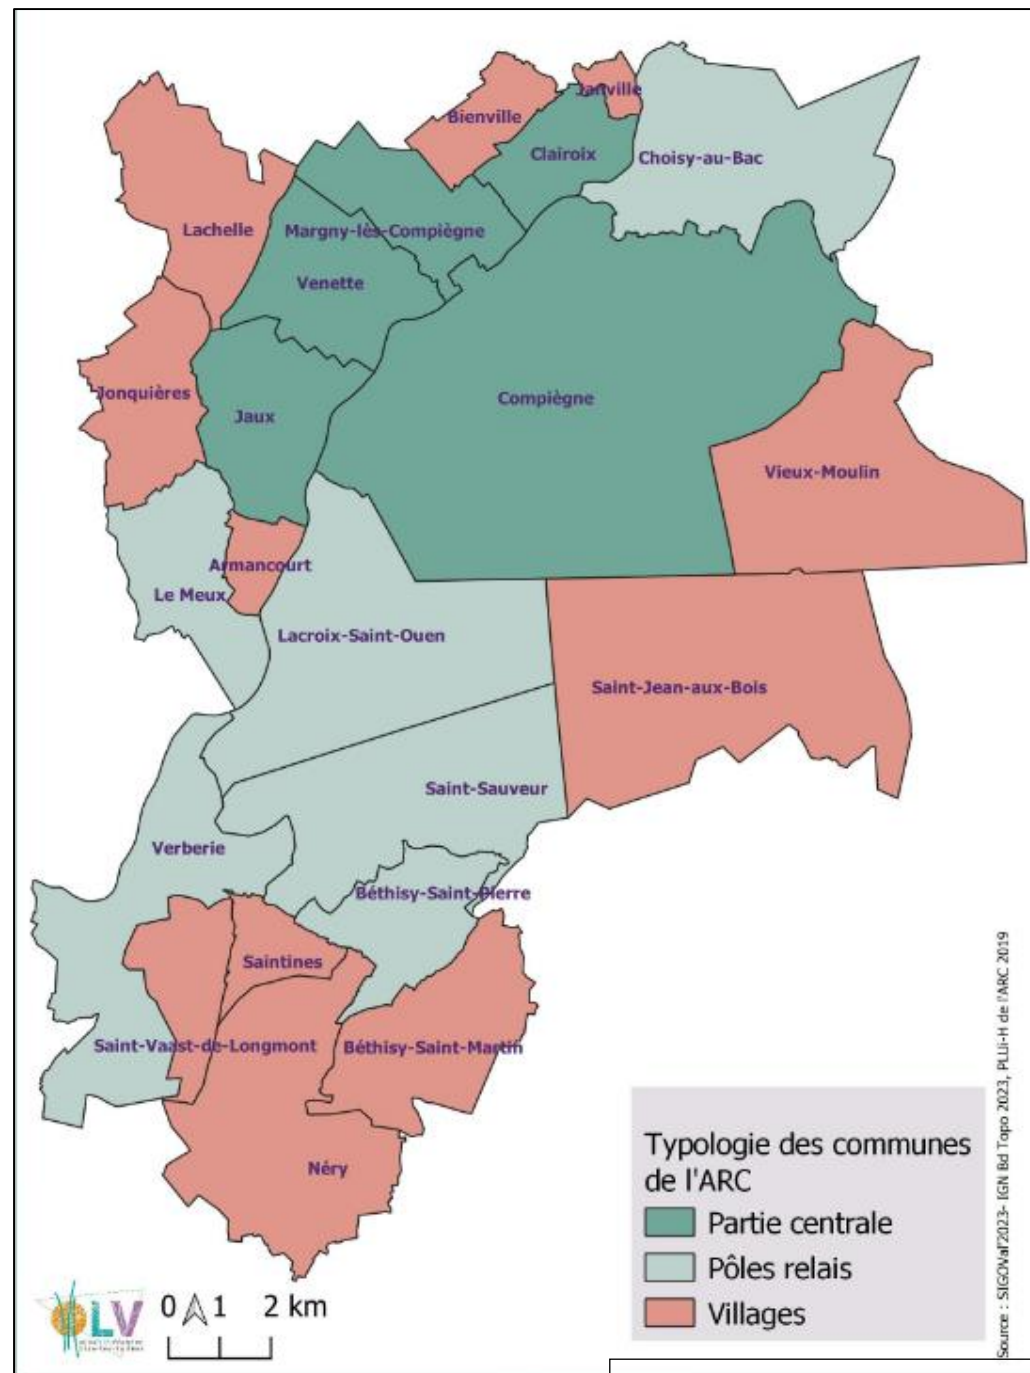 Janville
Bienville
Clairoix
Choisy-au-Bac
Lachelle
Margny-lès-Compiègne
Venette
Jonquières
Compiègne
Jaux
Vieux-Moulin
Armancourt
Le Meux
Lacroix-Saint-Ouen
Saint-Jean-aux-Bois
Saint-Sauveur
Verberie
Béthisy-Saint-Pierre
Saintines
Saint-Vaast-de-Longmont
Béthisy-Saint-Martin
Néry
Typologie des communes
de l'ARC
Partie centrale
Pôles relais
Villages
Source : SIGOVal'2023- IGN Bd Topo 2023, PLUi-H de l'ARC 2019
OLV
0 1 2 km